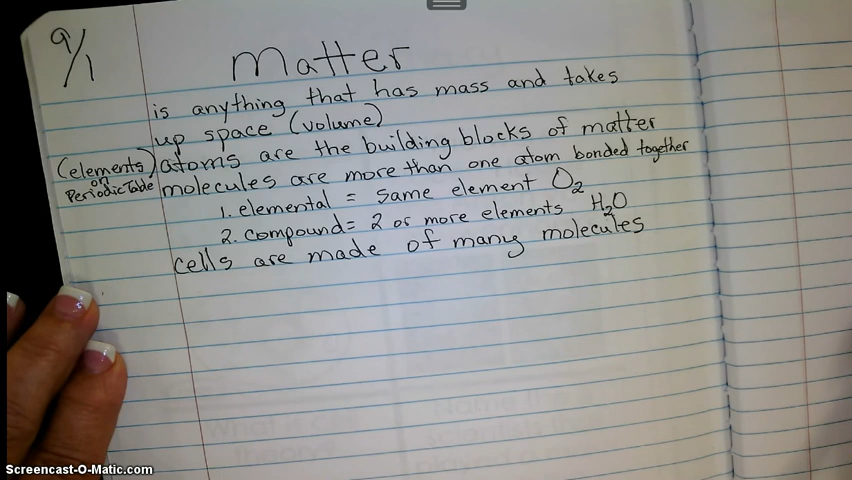 9/1
Matter
is anything that has mass and takes
up space (volume)
(elements) atoms are the building blocks of matter
on
Periodic Table
molecules are more than one atom bonded together
1. elemental = same element O₂
2. compound = 2 or more elements H₂O
cells are made of many molecules
Screencast-O-Matic.com